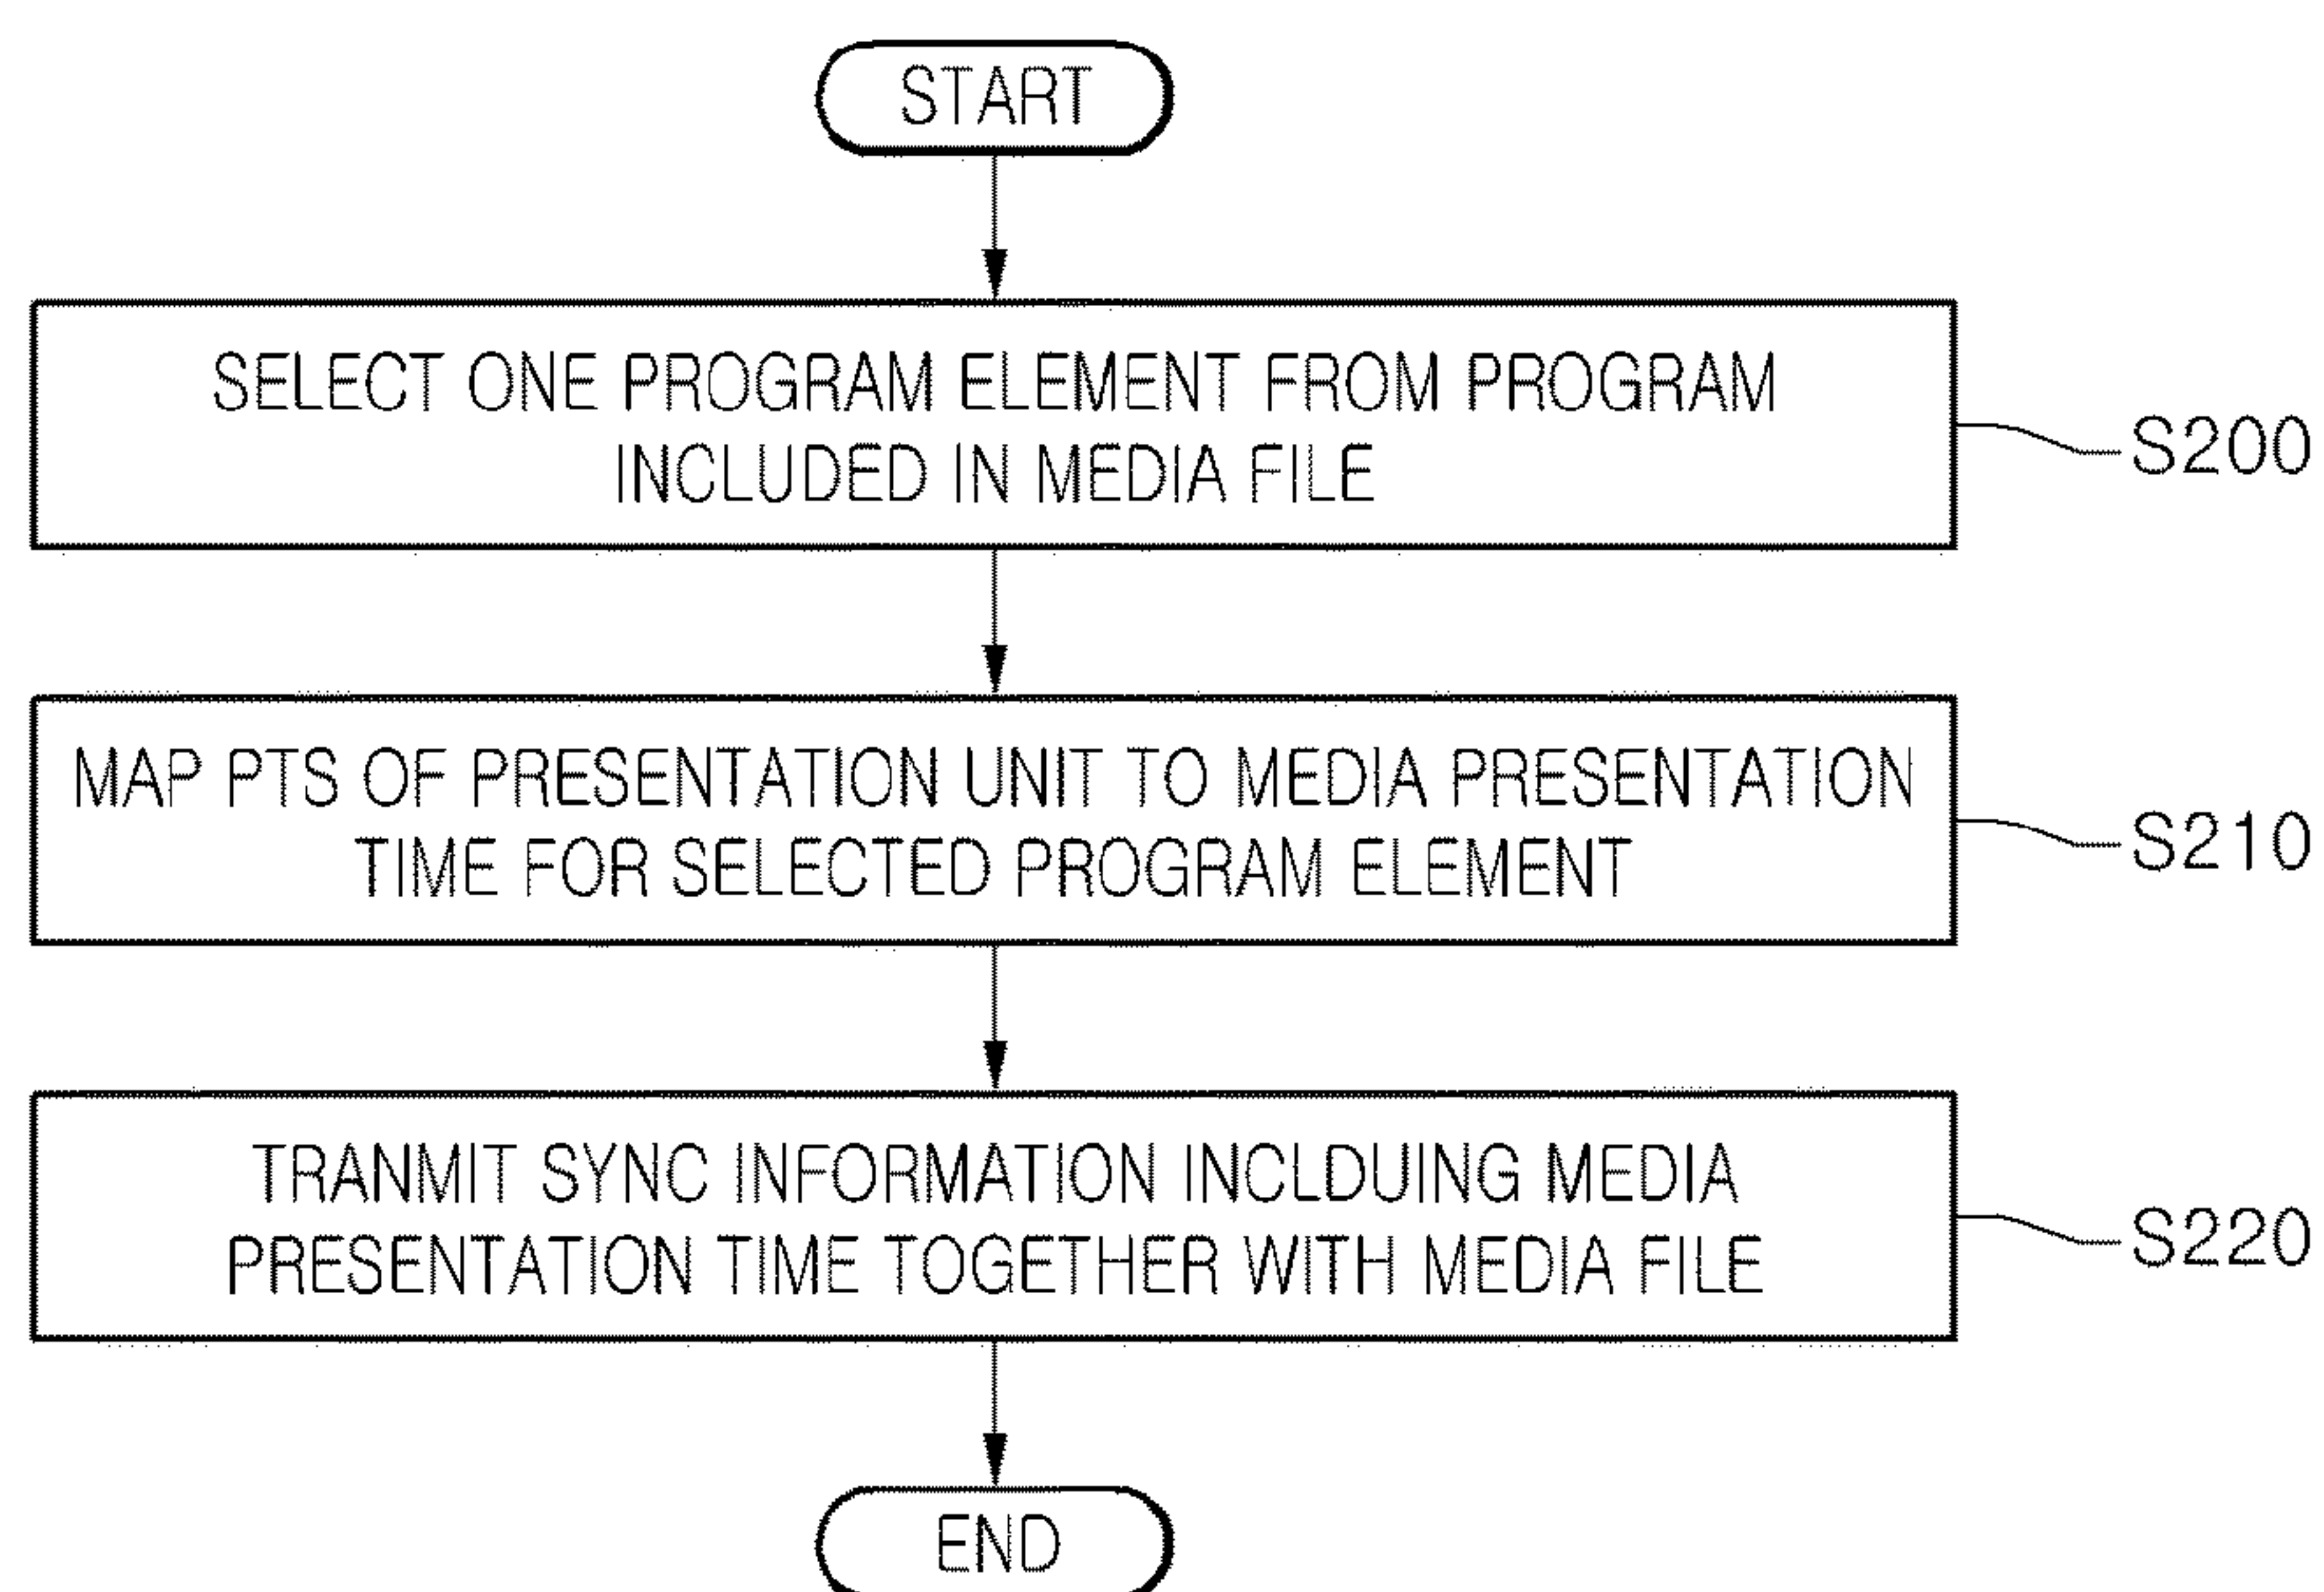 START
SELECT ONE PROGRAM ELEMENT FROM PROGRAM
INCLUDED IN MEDIA FILE
S200
MAP PTS OF PRESENTATION UNIT TO MEDIA PRESENTATION
TIME FOR SELECTED PROGRAM ELEMENT
S210
TRANMIT SYNC INFORMATION INCLDUING MEDIA
PRESENTATION TIME TOGETHER WITH MEDIA FILE
S220
END